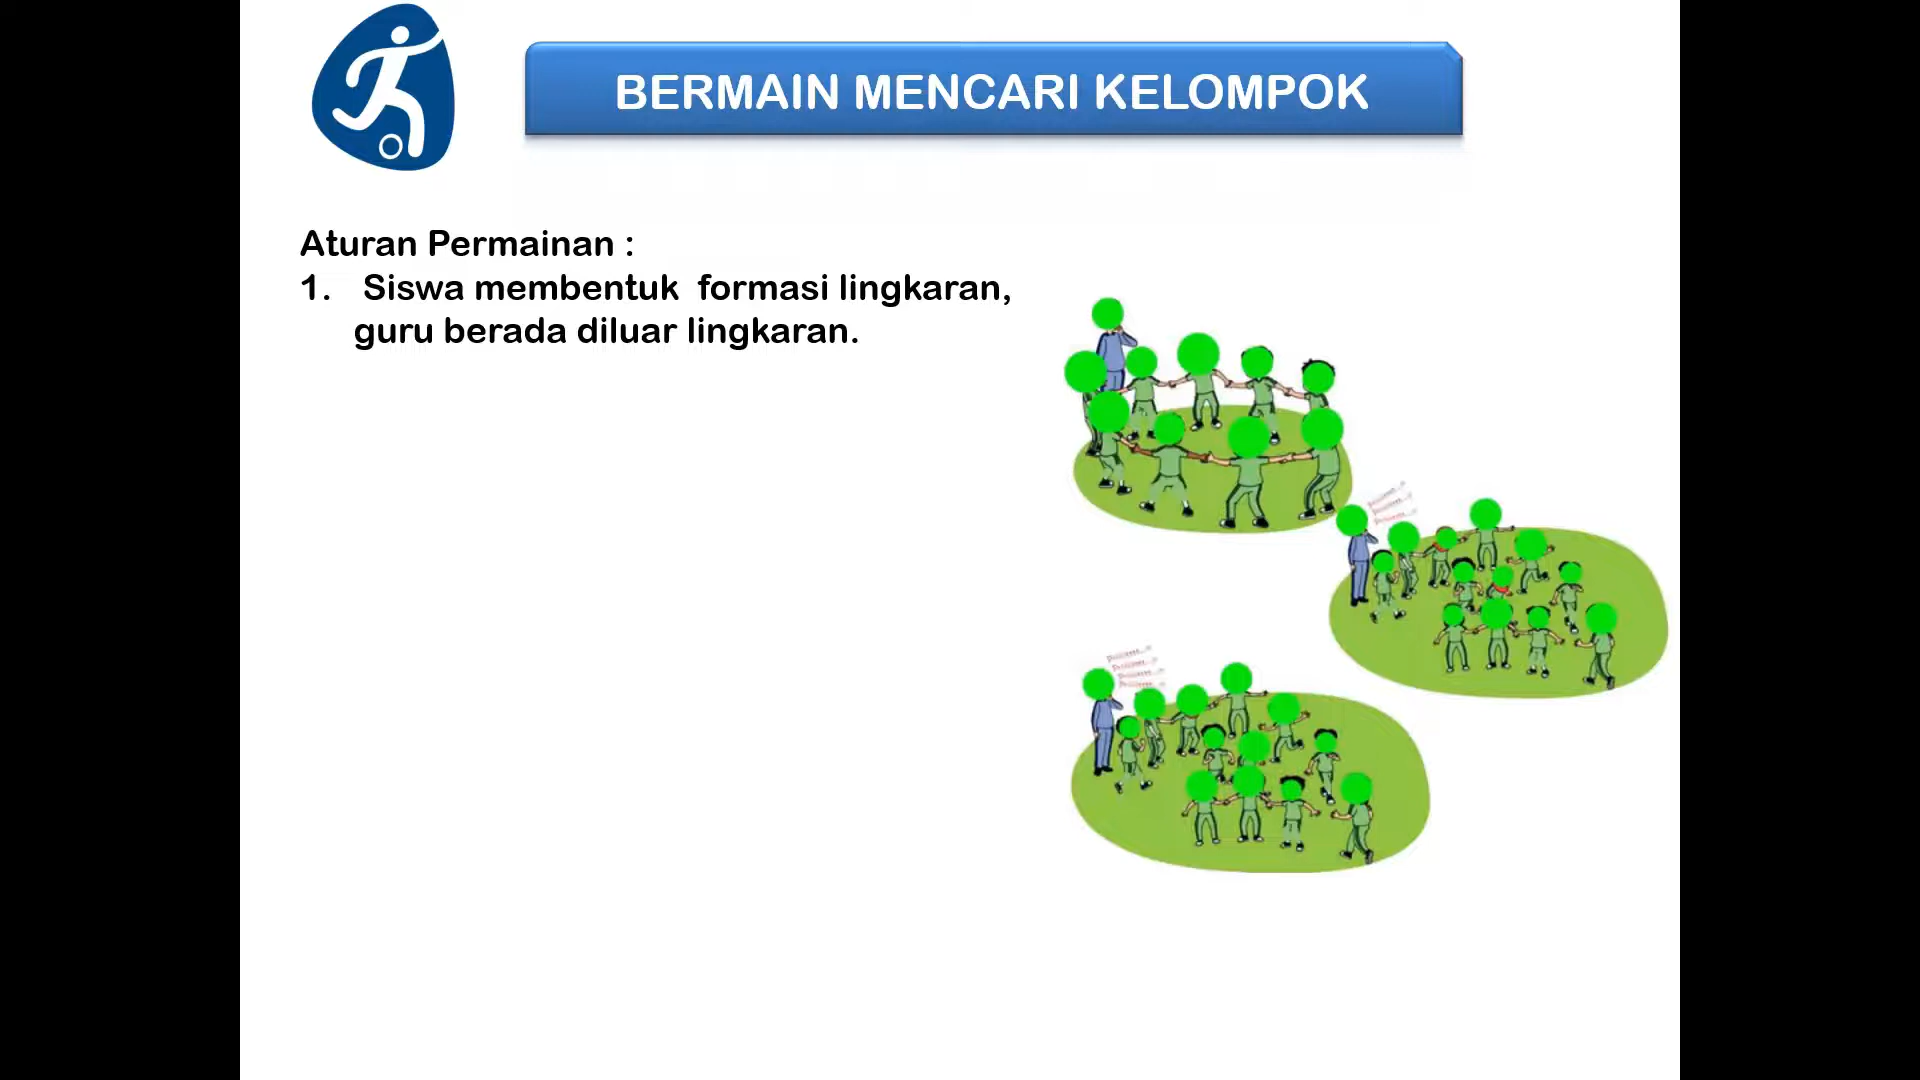 BERMAIN MENCARI KELOMPOK
Aturan Permainan :
1. Siswa membentuk formasi lingkaran,
guru berada diluar lingkaran.